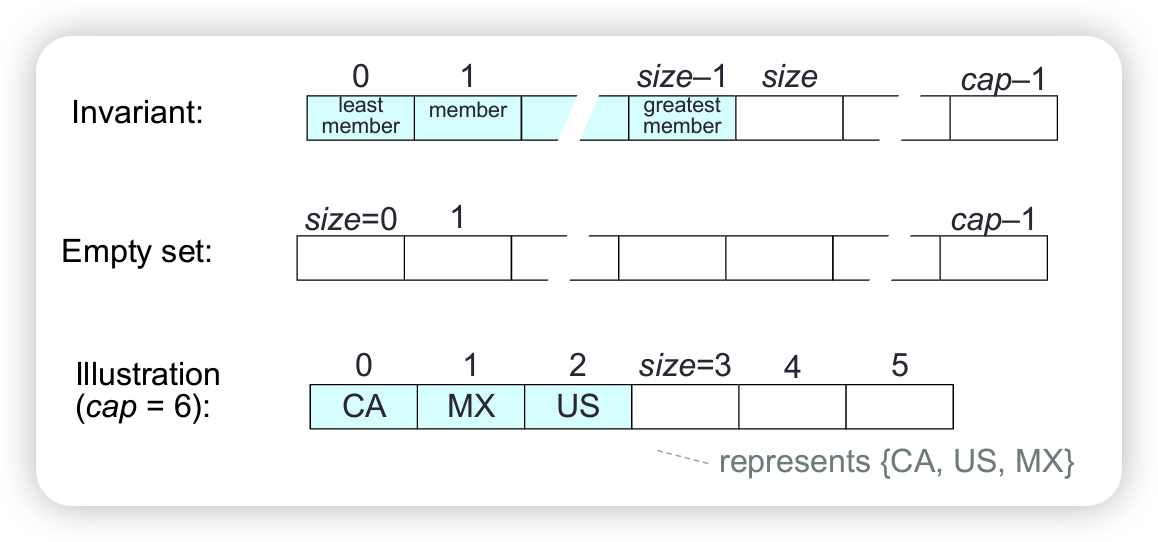 0 1 size–1 size cap–1
Invariant: least member member greatest member
size=0 1 cap–1
Empty set:
0 1 2 size=3 4 5
Illustration
(cap = 6): CA MX US
represents {CA, US, MX}